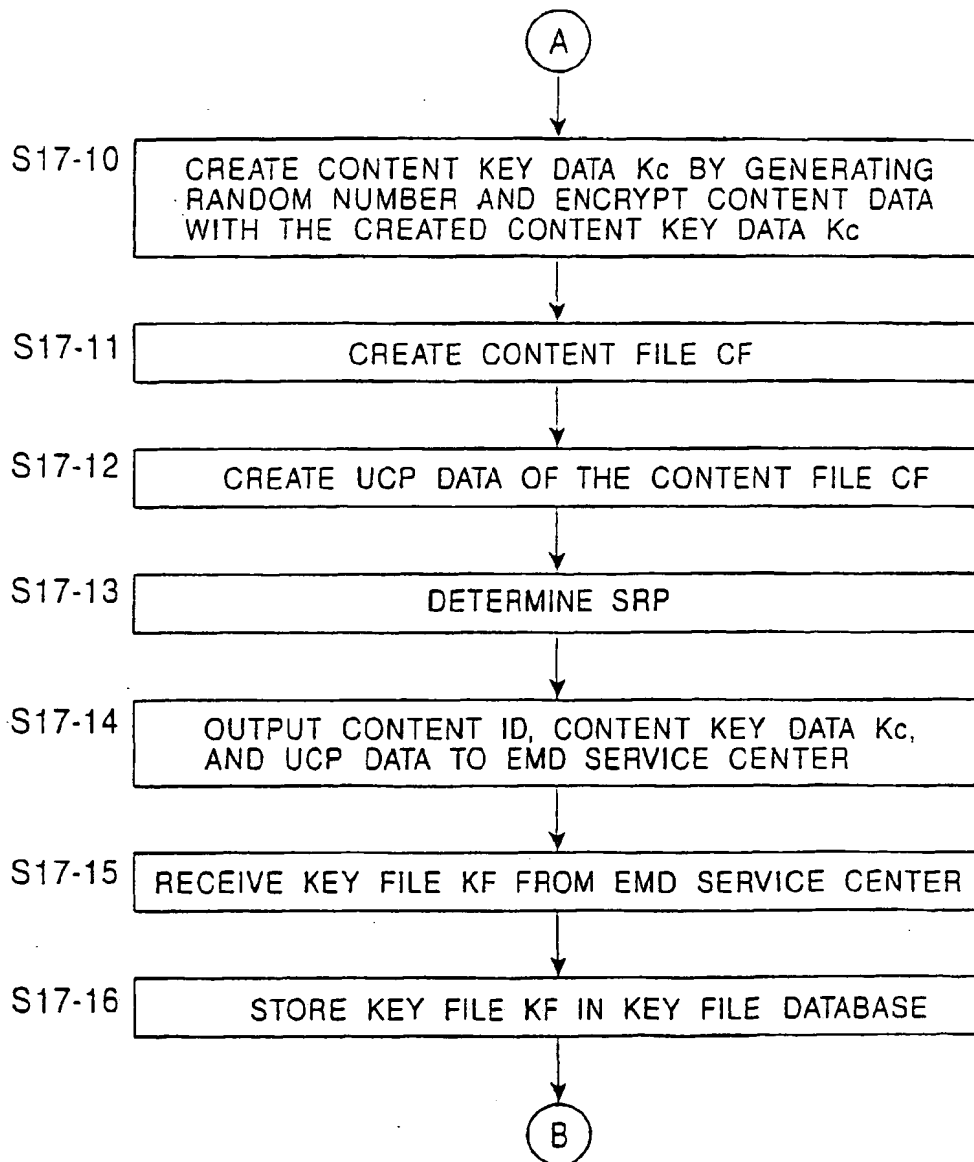 A
S17-10
CREATE CONTENT KEY DATA Kc BY GENERATING
RANDOM NUMBER AND ENCRYPT CONTENT DATA
WITH THE CREATED CONTENT KEY DATA Kc
S17-11
CREATE CONTENT FILE CF
S17-12
CREATE UCP DATA OF THE CONTENT FILE CF
S17-13
DETERMINE SRP
S17-14
OUTPUT CONTENT ID, CONTENT KEY DATA Kc,
AND UCP DATA TO EMD SERVICE CENTER
S17-15
RECEIVE KEY FILE KF FROM EMD SERVICE CENTER
S17-16
STORE KEY FILE KF IN KEY FILE DATABASE
B